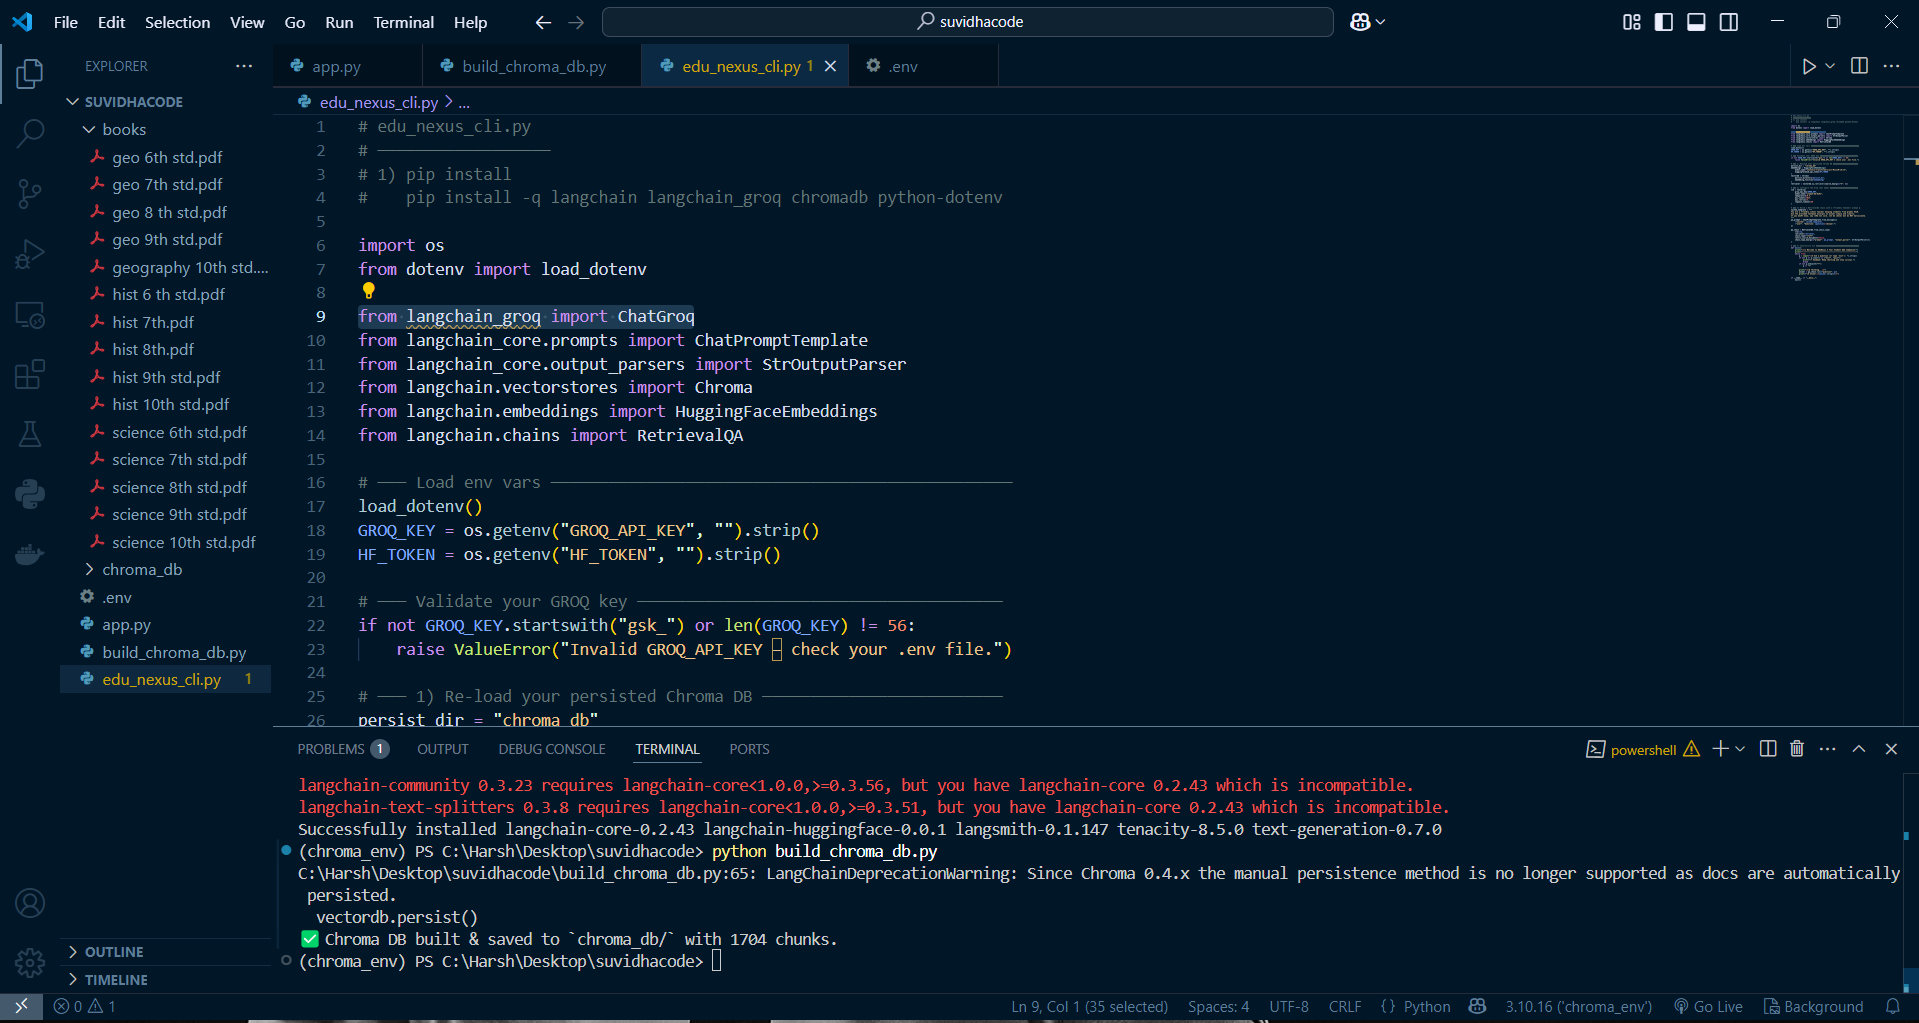 File Edit Selection View Go Run Terminal Help
suvidhacode
EXPLORER
app.py
build_chroma_db.py
edu_nexus_cli.py 1
.env
SUVIDHACODE
books
geo 6th std.pdf
geo 7th std.pdf
geo 8 th std.pdf
geo 9th std.pdf
geography 10th std....
hist 6 th std.pdf
hist 7th.pdf
hist 8th.pdf
hist 9th std.pdf
hist 10th std.pdf
science 6th std.pdf
science 7th std.pdf
science 8th std.pdf
science 9th std.pdf
science 10th std.pdf
chroma_db
.env
app.py
build_chroma_db.py
edu_nexus_cli.py 1
OUTLINE
TIMELINE
edu_nexus_cli.py > ...
1 # edu_nexus_cli.py
2 # ──────────────────
3 # 1) pip install
4 #    pip install -q langchain langchain_groq chromadb python-dotenv
5
6 import os
7 from dotenv import load_dotenv
8
9 from langchain_groq import ChatGroq
10 from langchain_core.prompts import ChatPromptTemplate
11 from langchain_core.output_parsers import StrOutputParser
12 from langchain.vectorstores import Chroma
13 from langchain.embeddings import HuggingFaceEmbeddings
14 from langchain.chains import RetrievalQA
15
16 # ─── Load env vars ────────────────────────────────────────────────
17 load_dotenv()
18 GROQ_KEY = os.getenv("GROQ_API_KEY", "").strip()
19 HF_TOKEN = os.getenv("HF_TOKEN", "").strip()
20
21 # ─── Validate your GROQ key ──────────────────────────────────────
22 if not GROQ_KEY.startswith("gsk_") or len(GROQ_KEY) != 56:
23     raise ValueError("Invalid GROQ_API_KEY – check your .env file.")
24
25 # ─── 1) Re-load your persisted Chroma DB ─────────────────────────
26 persist_dir = "chroma_db"
PROBLEMS 1 OUTPUT DEBUG CONSOLE TERMINAL PORTS
powershell
langchain-community 0.3.23 requires langchain-core<1.0.0,>=0.3.56, but you have langchain-core 0.2.43 which is incompatible.
langchain-text-splitters 0.3.8 requires langchain-core<1.0.0,>=0.3.51, but you have langchain-core 0.2.43 which is incompatible.
Successfully installed langchain-core-0.2.43 langchain-huggingface-0.0.1 langsmith-0.1.147 tenacity-8.5.0 text-generation-0.7.0
(chroma_env) PS C:\Harsh\Desktop\suvidhacode> python build_chroma_db.py
C:\Harsh\Desktop\suvidhacode\build_chroma_db.py:65: LangChainDeprecationWarning: Since Chroma 0.4.x the manual persistence method is no longer supported as docs are automatically
persisted.
vectordb.persist()
✅ Chroma DB built & saved to `chroma_db/` with 1704 chunks.
(chroma_env) PS C:\Harsh\Desktop\suvidhacode>
0 1 Ln 9, Col 1 (35 selected) Spaces: 4 UTF-8 CRLF {} Python 3.10.16 ('chroma_env') Go Live Background